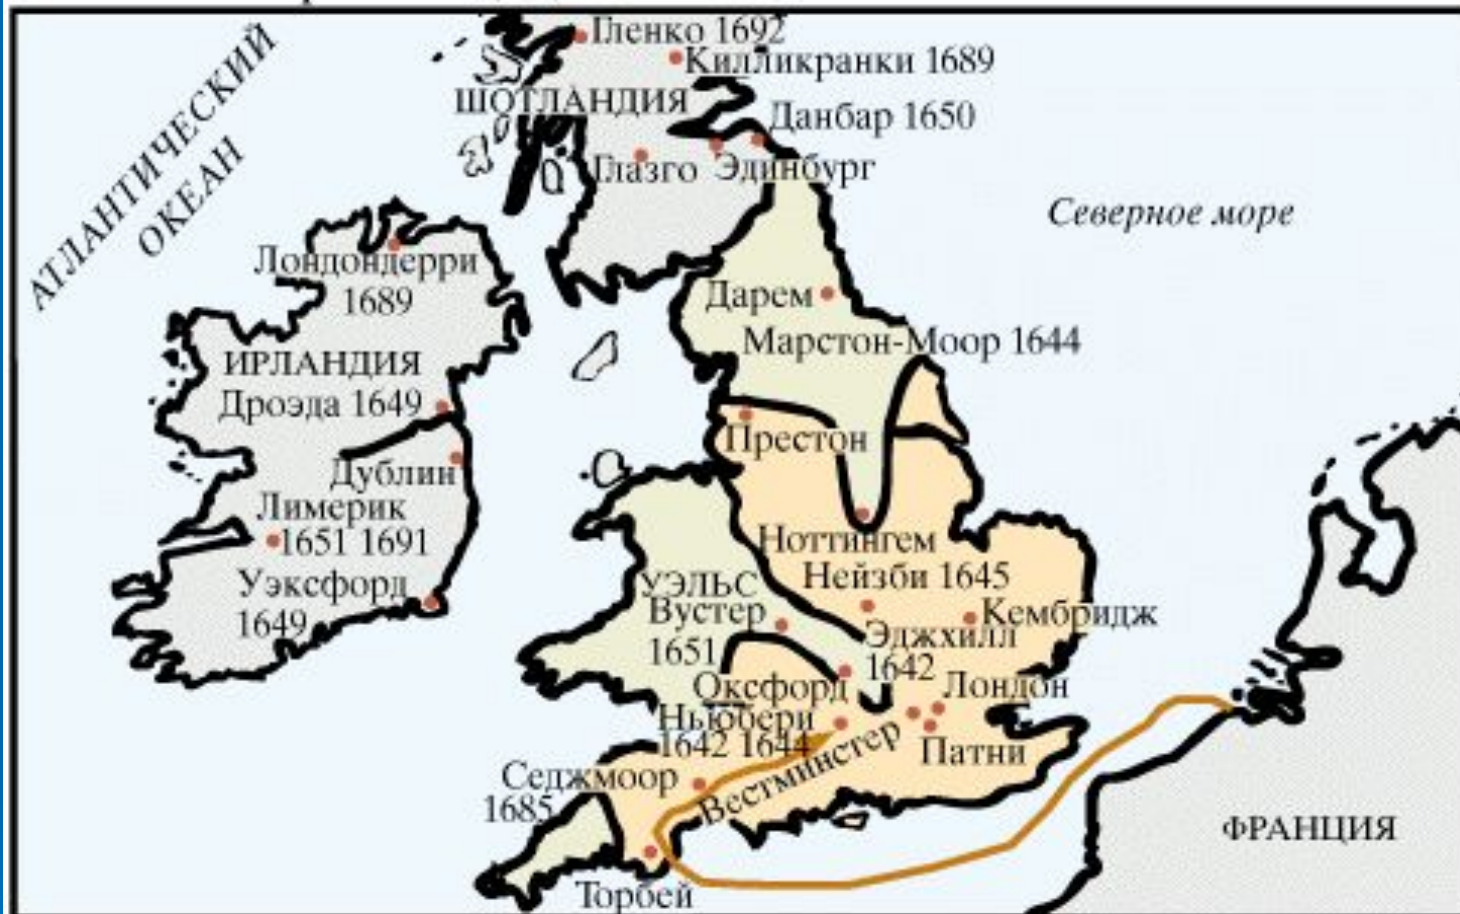 Гленко 1692
Килликранки 1689
ШОТЛАНДИЯ
Данбар 1650
Глазго
Эдинбург
АТЛАНТИЧЕСКИЙ
ОКЕАН
Северное море
Лондондерри
1689
Дарем
Марстон-Моор 1644
ИРЛАНДИЯ
Дроэда 1649
Престон
Дублин
Лимерик
1651 1691
Ноттингем
Уэксфорд
1649
Нейзби 1645
УЭЛЬС
Вустер
1651
Кембридж
Эджхилл
1642
Оксфорд
Лондон
Ньюбери
1642 1644
Вестминстер
Патни
Седжмоор
1685
ФРАНЦИЯ
Торбей